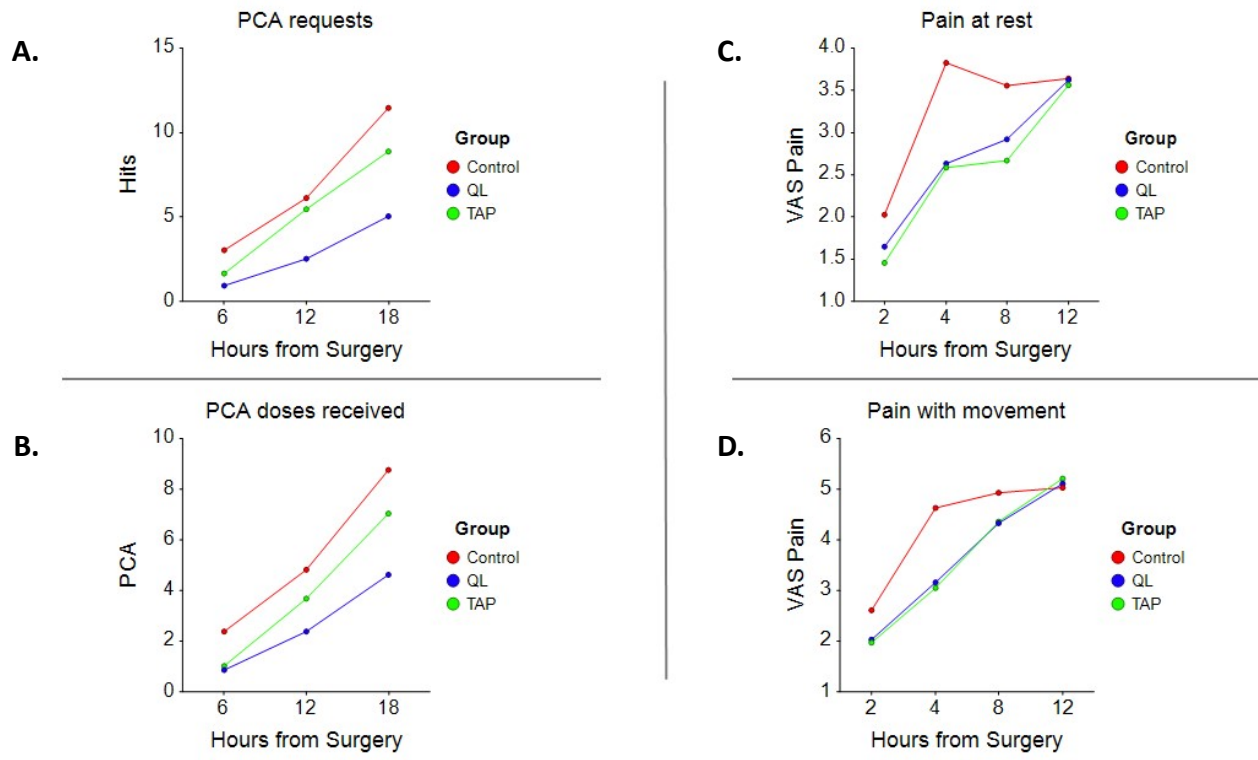 A.
PCA requests
15
10
5
0
Hits
6 12 18
Hours from Surgery
Group
Control
QL
TAP
B.
PCA doses received
10
8
6
4
2
0
PCA
6 12 18
Hours from Surgery
Group
Control
QL
TAP
C.
Pain at rest
4.0
3.5
3.0
2.5
2.0
1.5
1.0
VAS Pain
2 4 8 12
Hours from Surgery
Group
Control
QL
TAP
D.
Pain with movement
6
5
4
3
2
1
VAS Pain
2 4 8 12
Hours from Surgery
Group
Control
QL
TAP